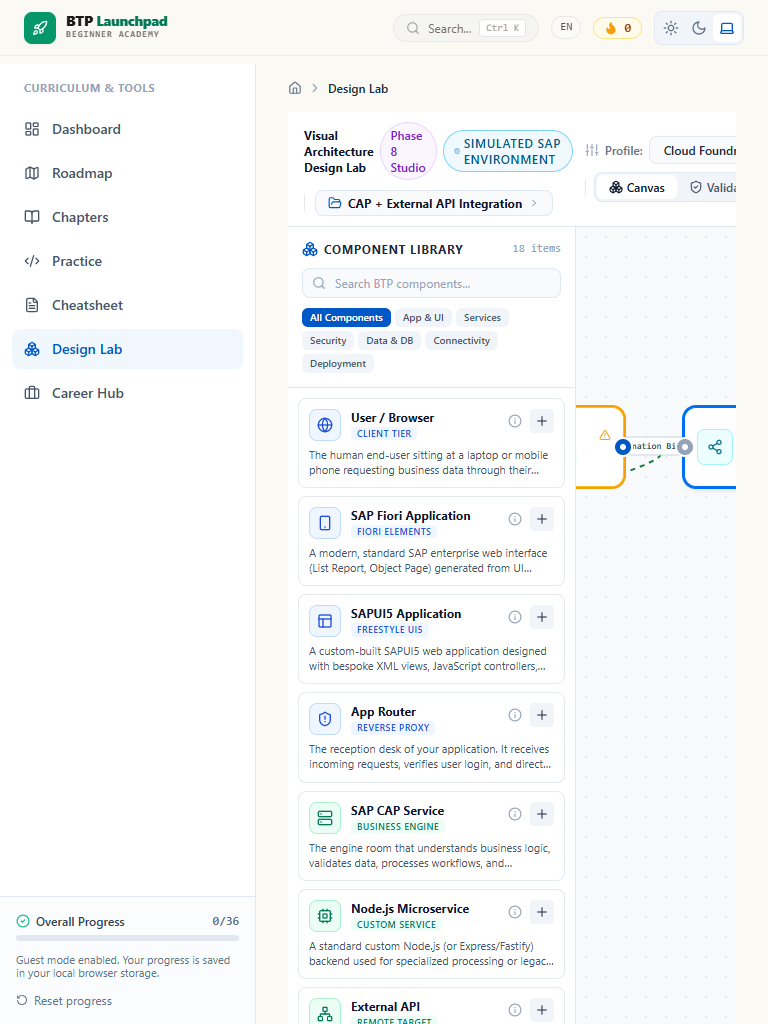 BTP Launchpad
BEGINNER ACADEMY
Search... Ctrl K
EN
0
CURRICULUM & TOOLS
Dashboard
Roadmap
Chapters
Practice
Cheatsheet
Design Lab
Career Hub
Overall Progress 0/36
Guest mode enabled. Your progress is saved
in your local browser storage.
Reset progress
Design Lab
Visual
Architecture
Design Lab
Phase
8
Studio
SIMULATED SAP
ENVIRONMENT
Profile:
Cloud Foundr
CAP + External API Integration
Canvas
Valida
COMPONENT LIBRARY 18 items
Search BTP components...
All Components App & UI Services
Security Data & DB Connectivity
Deployment
User / Browser
CLIENT TIER
The human end-user sitting at a laptop or mobile
phone requesting business data through their...
SAP Fiori Application
FIORI ELEMENTS
A modern, standard SAP enterprise web interface
(List Report, Object Page) generated from UI...
SAPUI5 Application
FREESTYLE UI5
A custom-built SAPUI5 web application designed
with bespoke XML views, JavaScript controllers,...
App Router
REVERSE PROXY
The reception desk of your application. It receives
incoming requests, verifies user login, and direct...
SAP CAP Service
BUSINESS ENGINE
The engine room that understands business logic,
validates data, processes workflows, and...
Node.js Microservice
CUSTOM SERVICE
A standard custom Node.js (or Express/Fastify)
backend used for specialized processing or legac...
External API
REMOTE TARGET
nation Bi